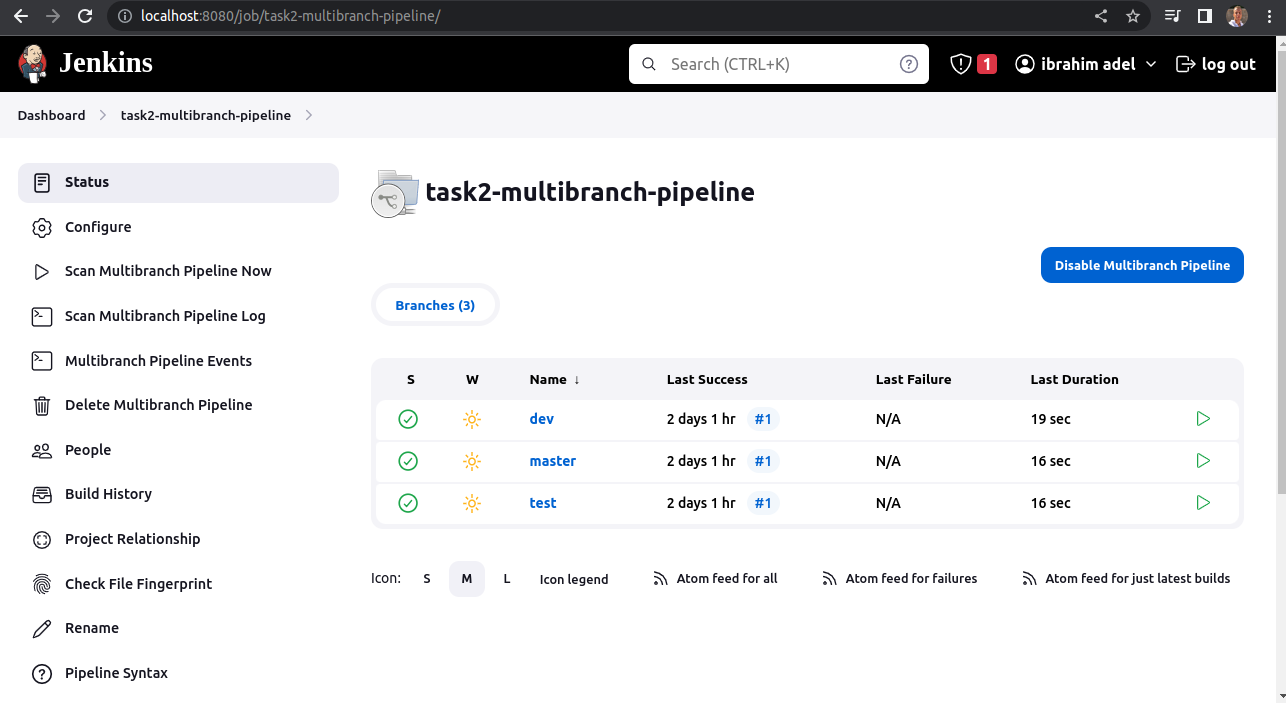 localhost:8080/job/task2-multibranch-pipeline/
Jenkins
Search (CTRL+K)
?
1
ibrahim adel
log out
Dashboard
task2-multibranch-pipeline
Status
Configure
Scan Multibranch Pipeline Now
Scan Multibranch Pipeline Log
Multibranch Pipeline Events
Delete Multibranch Pipeline
People
Build History
Project Relationship
Check File Fingerprint
Rename
Pipeline Syntax
task2-multibranch-pipeline
Disable Multibranch Pipeline
Branches (3)
S W Name ↓ Last Success Last Failure Last Duration
dev 2 days 1 hr #1 N/A 19 sec
master 2 days 1 hr #1 N/A 16 sec
test 2 days 1 hr #1 N/A 16 sec
Icon: S M L Icon legend Atom feed for all Atom feed for failures Atom feed for just latest builds